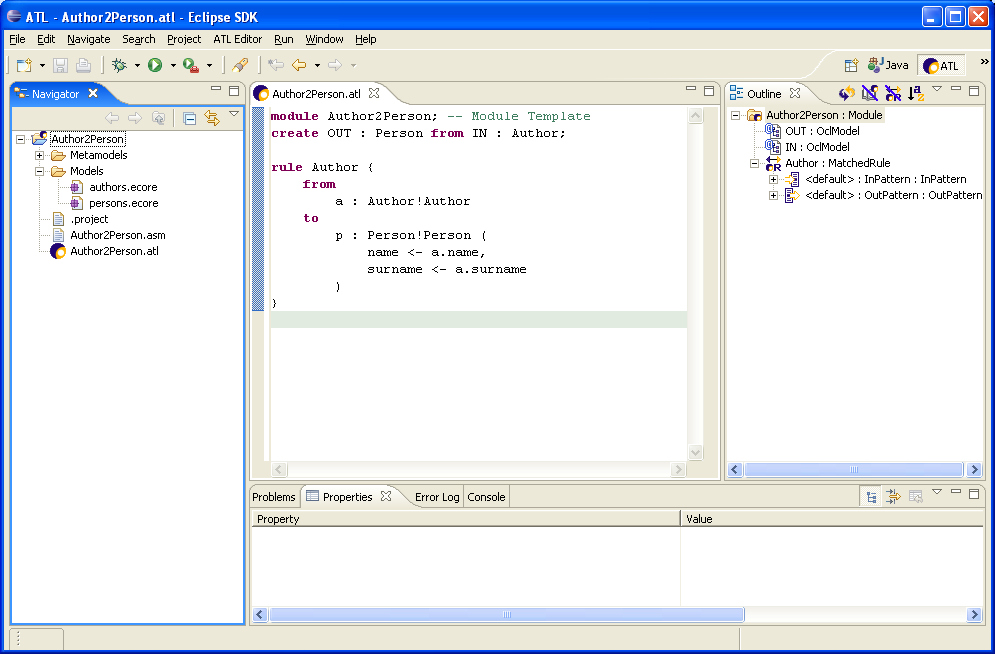 ATL - Author2Person.atl - Eclipse SDK
File Edit Navigate Search Project ATL Editor Run Window Help
Java ATL »
Navigator
Author2Person
Metamodels
Models
authors.ecore
persons.ecore
.project
Author2Person.asm
Author2Person.atl
Author2Person.atl
module Author2Person; -- Module Template
create OUT : Person from IN : Author;
rule Author {
from
a : Author!Author
to
p : Person!Person (
name <- a.name,
surname <- a.surname
)
}
Outline
Author2Person : Module
OUT : OclModel
IN : OclModel
Author : MatchedRule
<default> : InPattern : InPattern
<default> : OutPattern : OutPattern
Problems Properties Error Log Console
Property Value